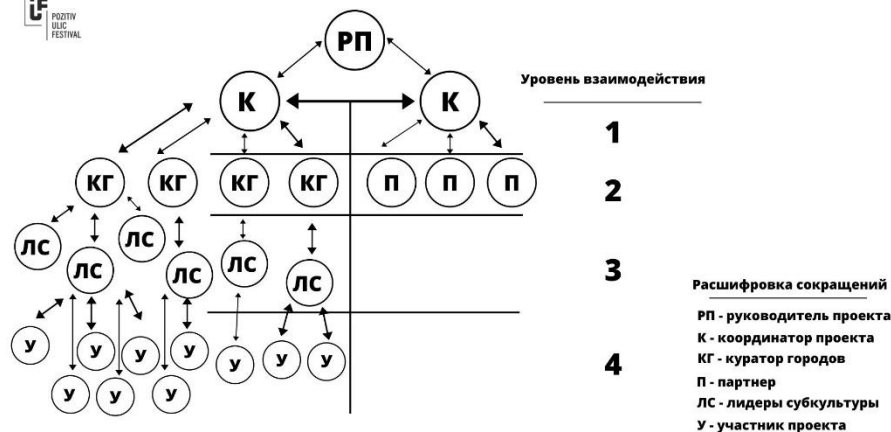 POZITIV
ULIC
FESTIVAL
РП
К К
Уровень взаимодействия
1
КГ КГ КГ КГ П П П
2
ЛС ЛС ЛС ЛС ЛС ЛС
3
У У У У У У У
4
У У У
Расшифровка сокращений
РП - руководитель проекта
К - координатор проекта
КГ - куратор городов
П - партнер
ЛС - лидеры субкультуры
У - участник проекта